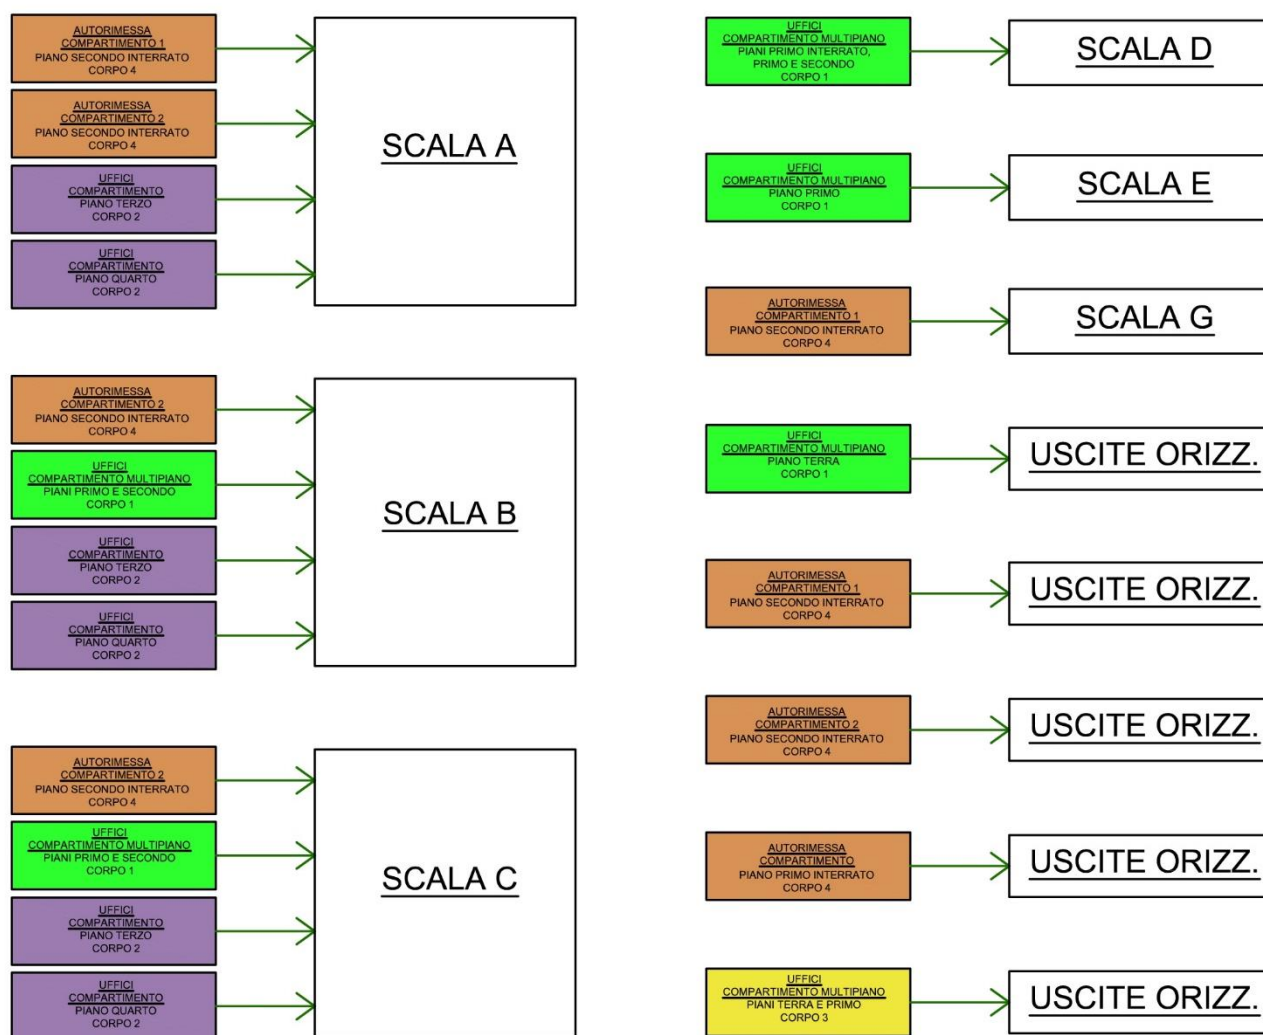 AUTORIMESSA
COMPARTIMENTO 1
PIANO SECONDO INTERRATO
CORPO 4
AUTORIMESSA
COMPARTIMENTO 2
PIANO SECONDO INTERRATO
CORPO 4
UFFICI
COMPARTIMENTO
PIANO TERZO
CORPO 2
UFFICI
COMPARTIMENTO
PIANO QUARTO
CORPO 2
SCALA A
AUTORIMESSA
COMPARTIMENTO 2
PIANO SECONDO INTERRATO
CORPO 4
UFFICI
COMPARTIMENTO MULTIPIANO
PIANI PRIMO E SECONDO
CORPO 1
UFFICI
COMPARTIMENTO
PIANO TERZO
CORPO 2
UFFICI
COMPARTIMENTO
PIANO QUARTO
CORPO 2
SCALA B
AUTORIMESSA
COMPARTIMENTO 2
PIANO SECONDO INTERRATO
CORPO 4
UFFICI
COMPARTIMENTO MULTIPIANO
PIANI PRIMO E SECONDO
CORPO 1
UFFICI
COMPARTIMENTO
PIANO TERZO
CORPO 2
UFFICI
COMPARTIMENTO
PIANO QUARTO
CORPO 2
SCALA C
UFFICI
COMPARTIMENTO MULTIPIANO
PIANI PRIMO INTERRATO,
PRIMO E SECONDO
CORPO 1
SCALA D
UFFICI
COMPARTIMENTO MULTIPIANO
PIANO PRIMO
CORPO 1
SCALA E
AUTORIMESSA
COMPARTIMENTO 1
PIANO SECONDO INTERRATO
CORPO 4
SCALA G
UFFICI
COMPARTIMENTO MULTIPIANO
PIANO TERRA
CORPO 1
USCITE ORIZZ.
AUTORIMESSA
COMPARTIMENTO 1
PIANO SECONDO INTERRATO
CORPO 4
USCITE ORIZZ.
AUTORIMESSA
COMPARTIMENTO 2
PIANO SECONDO INTERRATO
CORPO 4
USCITE ORIZZ.
AUTORIMESSA
COMPARTIMENTO
PIANO PRIMO INTERRATO
CORPO 4
USCITE ORIZZ.
UFFICI
COMPARTIMENTO MULTIPIANO
PIANI TERRA E PRIMO
CORPO 3
USCITE ORIZZ.